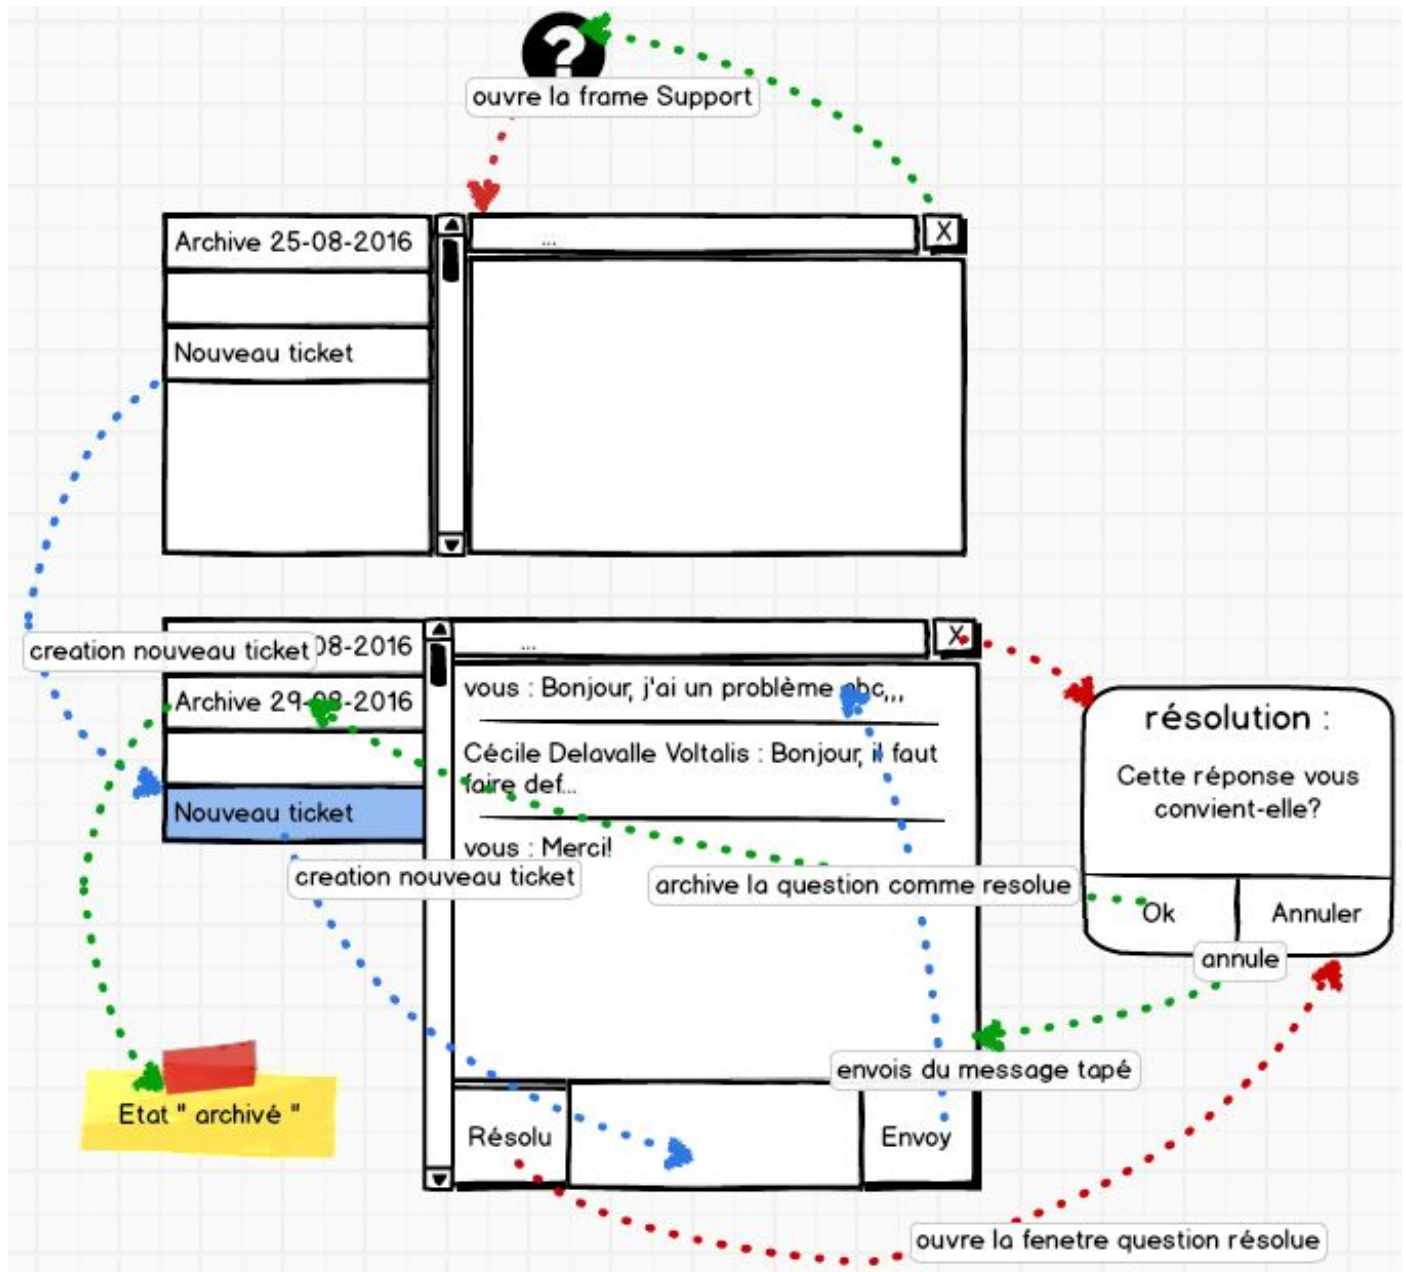 ?
ouvre la frame Support
Archive 25-08-2016
...
X
Nouveau ticket
creation nouveau ticket
08-2016
...
X
Archive 29-08-2016
Nouveau ticket
creation nouveau ticket
vous : Bonjour, j'ai un problème abc,,,
Cécile Delavalle Voltalis : Bonjour, il faut
faire def...
vous : Merci!
résolution :
Cette réponse vous
convient-elle?
archive la question comme resolue
Ok
Annuler
annule
envois du message tapé
Etat " archivé "
Résolu
Envoy
ouvre la fenetre question résolue